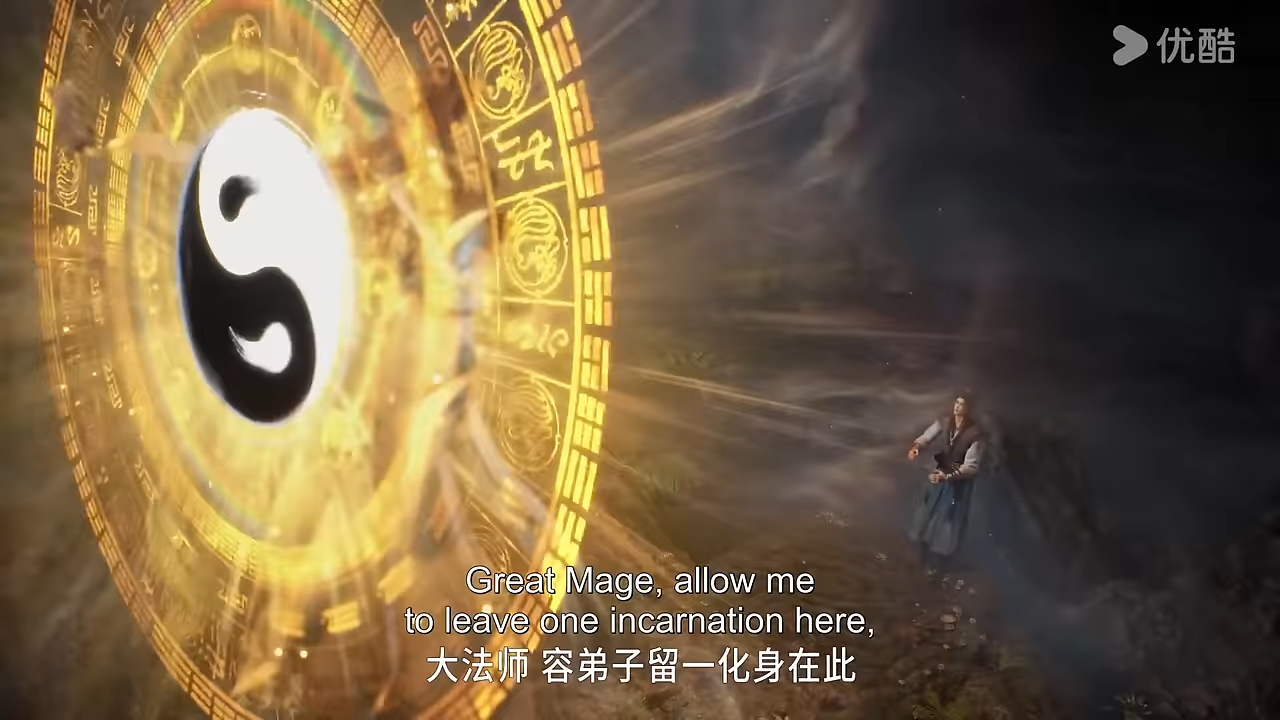 优酷
Great Mage, allow me
to leave one incarnation here,
大法师 容弟子留一化身在此